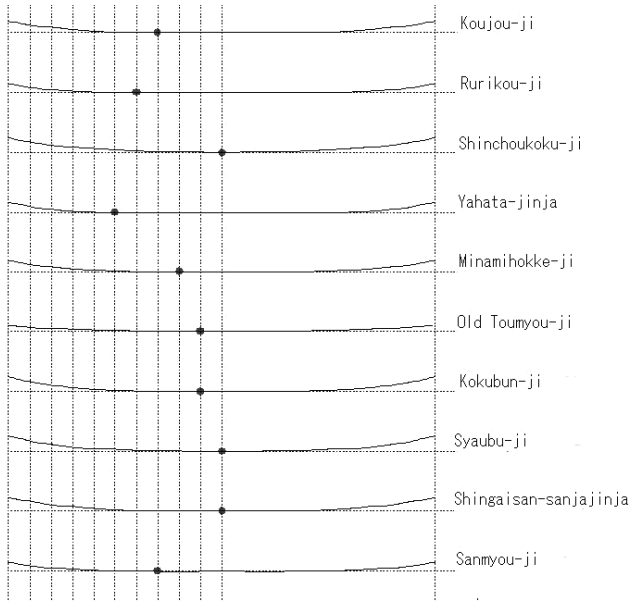 Koujou-ji
Rurikou-ji
Shinchoukoku-ji
Yahata-jinja
Minamihokke-ji
Old Toumyou-ji
Kokubun-ji
Syaubu-ji
Shingaisan-sanjajinja
Sanmyou-ji